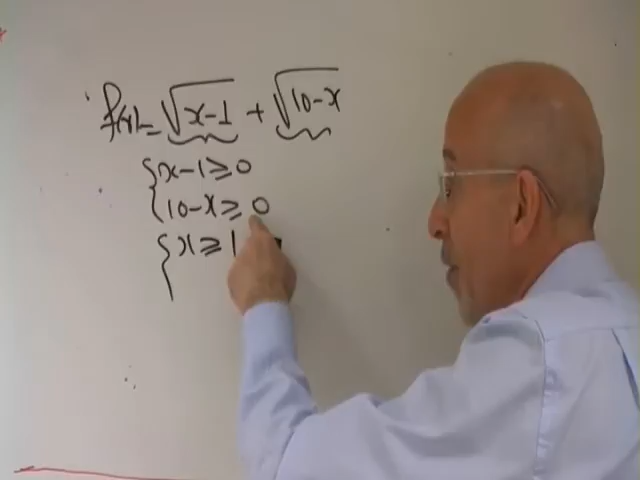 f(x)= √x-1 + √10-x
x-1≥0
10-x≥0
x≥1